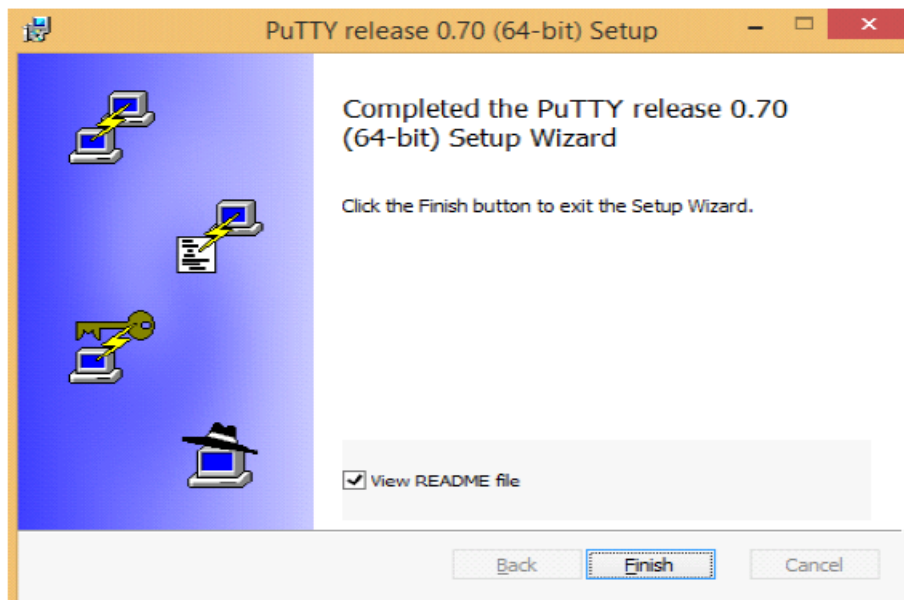 PuTTY release 0.70 (64-bit) Setup
Completed the PuTTY release 0.70
(64-bit) Setup Wizard
Click the Finish button to exit the Setup Wizard.
View README file
Back Finish Cancel